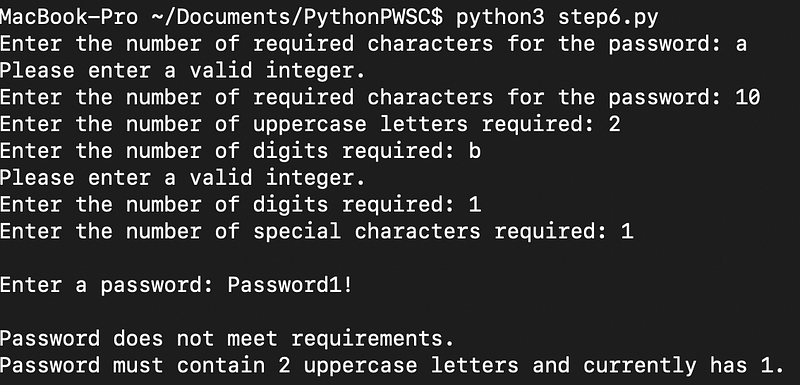 MacBook-Pro ~/Documents/PythonPWSC$ python3 step6.py
Enter the number of required characters for the password: a
Please enter a valid integer.
Enter the number of required characters for the password: 10
Enter the number of uppercase letters required: 2
Enter the number of digits required: b
Please enter a valid integer.
Enter the number of digits required: 1
Enter the number of special characters required: 1
Enter a password: Password1!
Password does not meet requirements.
Password must contain 2 uppercase letters and currently has 1.